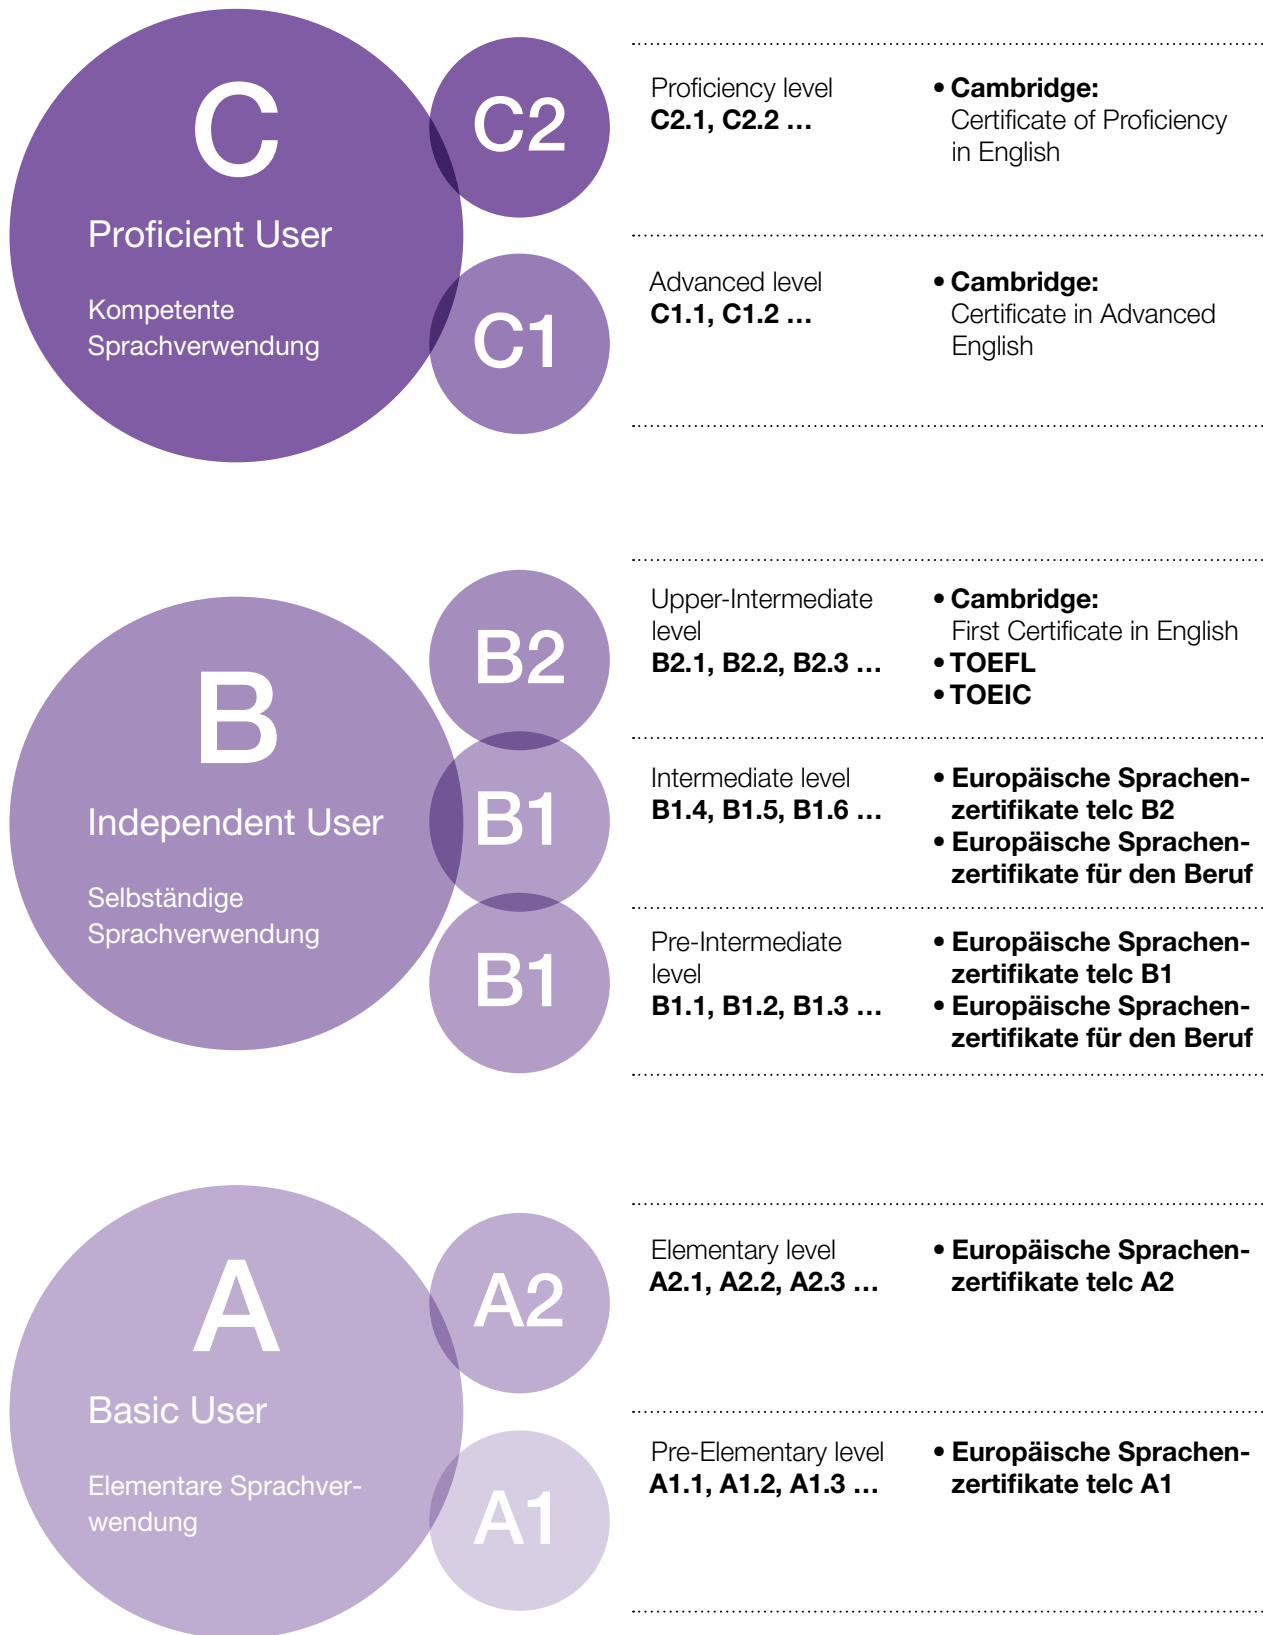 C
Proficient User
Kompetente
Sprachverwendung
C2
Proficiency level
C2.1, C2.2 ...
• Cambridge:
Certificate of Proficiency
in English
C1
Advanced level
C1.1, C1.2 ...
• Cambridge:
Certificate in Advanced
English
B
Independent User
Selbständige
Sprachverwendung
B2
Upper-Intermediate
level
B2.1, B2.2, B2.3 ...
• Cambridge:
First Certificate in English
• TOEFL
• TOEIC
B1
Intermediate level
B1.4, B1.5, B1.6 ...
• Europäische Sprachen-
zertifikate telc B2
• Europäische Sprachen-
zertifikate für den Beruf
B1
Pre-Intermediate
level
B1.1, B1.2, B1.3 ...
• Europäische Sprachen-
zertifikate telc B1
• Europäische Sprachen-
zertifikate für den Beruf
A
Basic User
Elementare Sprachver-
wendung
A2
Elementary level
A2.1, A2.2, A2.3 ...
• Europäische Sprachen-
zertifikate telc A2
A1
Pre-Elementary level
A1.1, A1.2, A1.3 ...
• Europäische Sprachen-
zertifikate telc A1